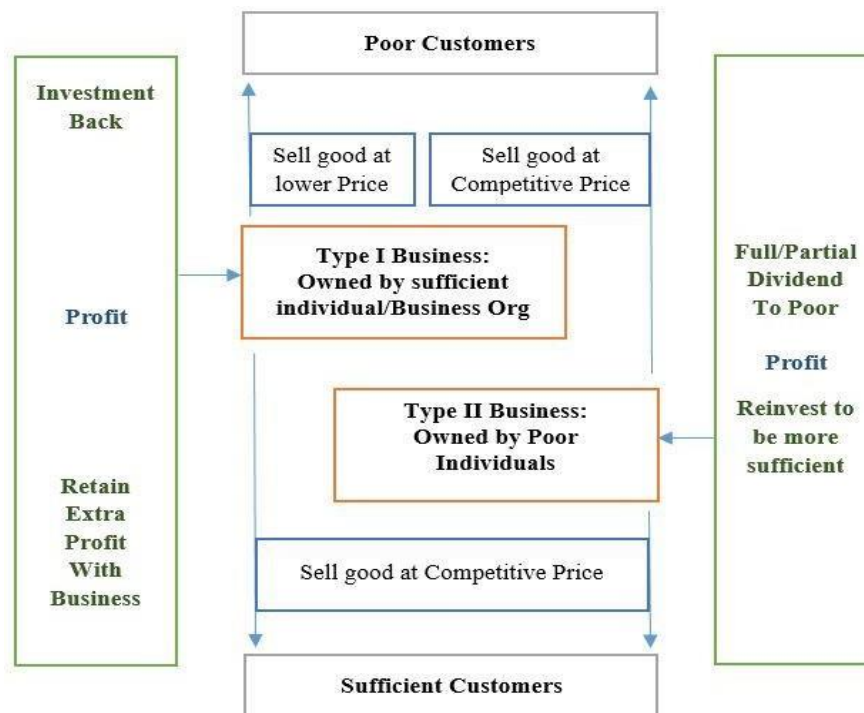 Poor Customers
Investment
Back
Profit
Retain
Extra
Profit
With
Business
Sell good at
lower Price
Sell good at
Competitive Price
Type I Business:
Owned by sufficient
individual/Business Org
Type II Business:
Owned by Poor
Individuals
Sell good at Competitive Price
Sufficient Customers
Full/Partial
Dividend
To Poor
Profit
Reinvest to
be more
sufficient